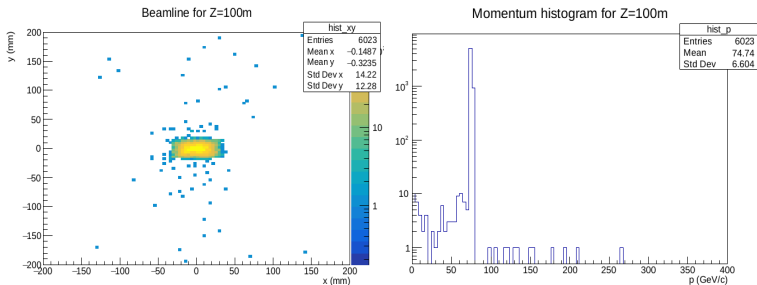 Beamline for Z=100m
hist_xy
Entries 6023
Mean x −0.1487
Mean y −0.3235
Std Dev x 14.22
Std Dev y 12.28
y (mm)
200
150
100
50
0
−50
−100
−150
−200
−200 −150 −100 −50 0 50 100 150 200
x (mm)
10
1
Momentum histogram for Z=100m
hist_p
Entries 6023
Mean 74.74
Std Dev 6.604
10³
10²
10
1
0 50 100 150 200 250 300 350 400
p (GeV/c)